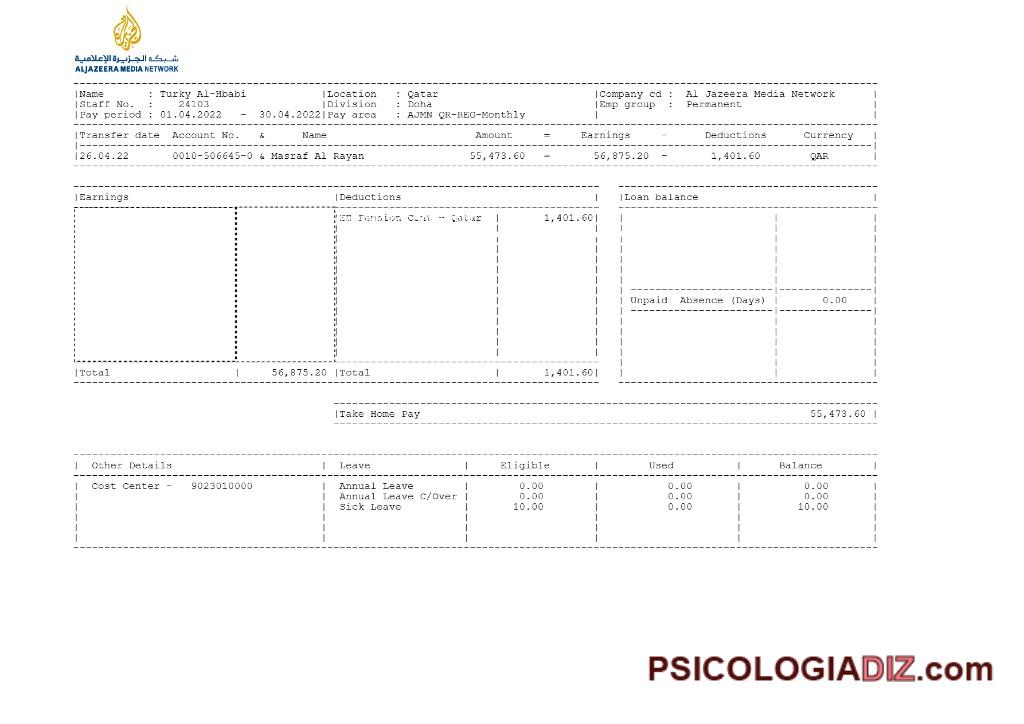 شبكة الجزيرة الإعلامية
ALJAZEERA MEDIA NETWORK
Name : Turky Al-Hbabi Location : Qatar Company cd : Al Jazeera Media Network
Staff No. : 24103 Division : Doha Emp group : Permanent
Pay period : 01.04.2022 - 30.04.2022 Pay area : AJMN QR-REG-Monthly
Transfer date Account No. & Name Amount = Earnings - Deductions Currency
26.04.22 0010-506645-0 & Masraf Al Rayan 55,473.60 = 56,875.20 - 1,401.60 QAR
Earnings Deductions Loan balance
Pension Cont - Qatar 1,401.60
Unpaid Absence (Days) 0.00
Total 56,875.20 Total 1,401.60
Take Home Pay 55,473.60
Other Details Leave Eligible Used Balance
Cost Center - 9023010000 Annual Leave 0.00 0.00 0.00
Annual Leave C/Over 0.00 0.00 0.00
Sick Leave 10.00 0.00 10.00
PSICOLOGIADIZ.com